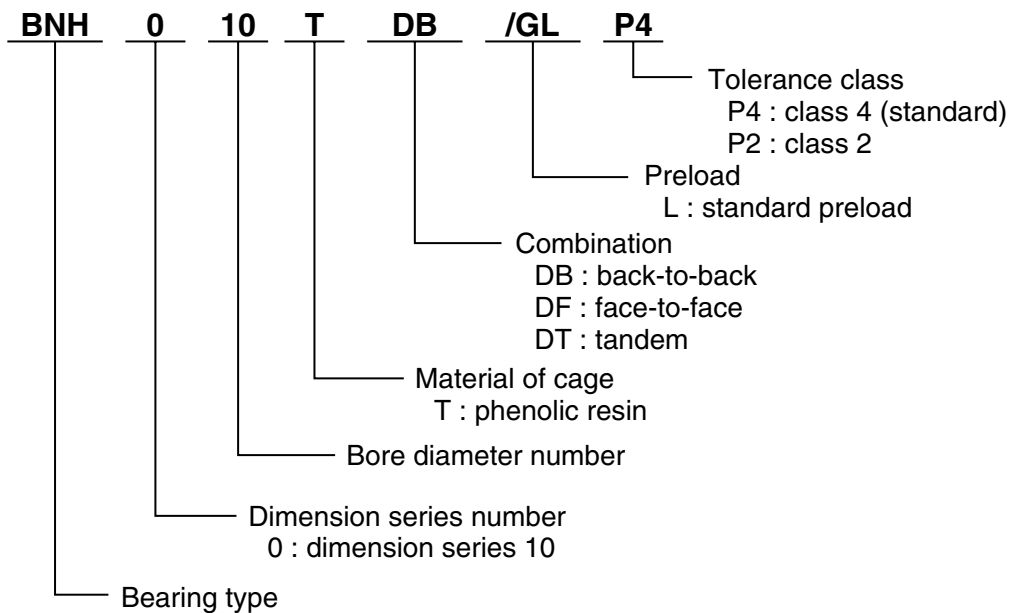 BNH 0 10 T DB /GL P4
Tolerance class
P4 : class 4 (standard)
P2 : class 2
Preload
L : standard preload
Combination
DB : back-to-back
DF : face-to-face
DT : tandem
Material of cage
T : phenolic resin
Bore diameter number
Dimension series number
0 : dimension series 10
Bearing type